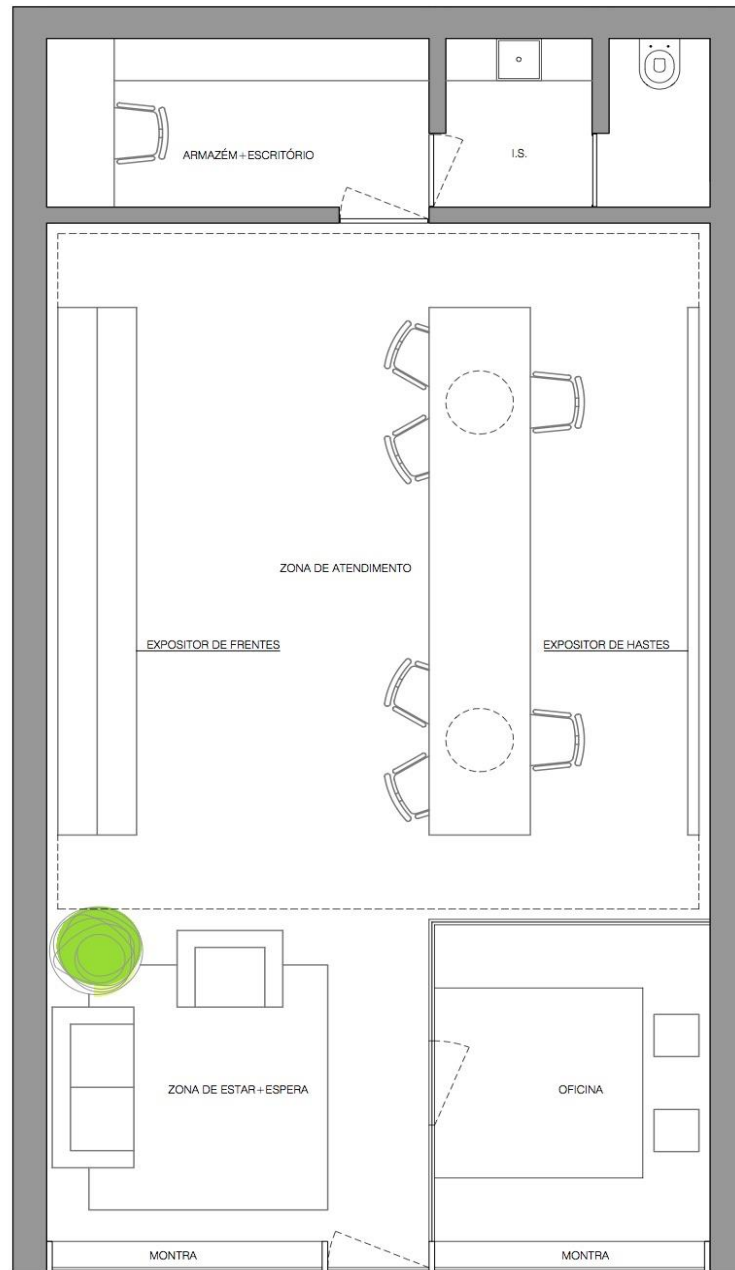 ARMAZÉM+ESCRITÓRIO
I.S.
ZONA DE ATENDIMENTO
EXPOSITOR DE FRENTES
EXPOSITOR DE HASTES
ZONA DE ESTAR+ESPERA
OFICINA
MONTRA
MONTRA